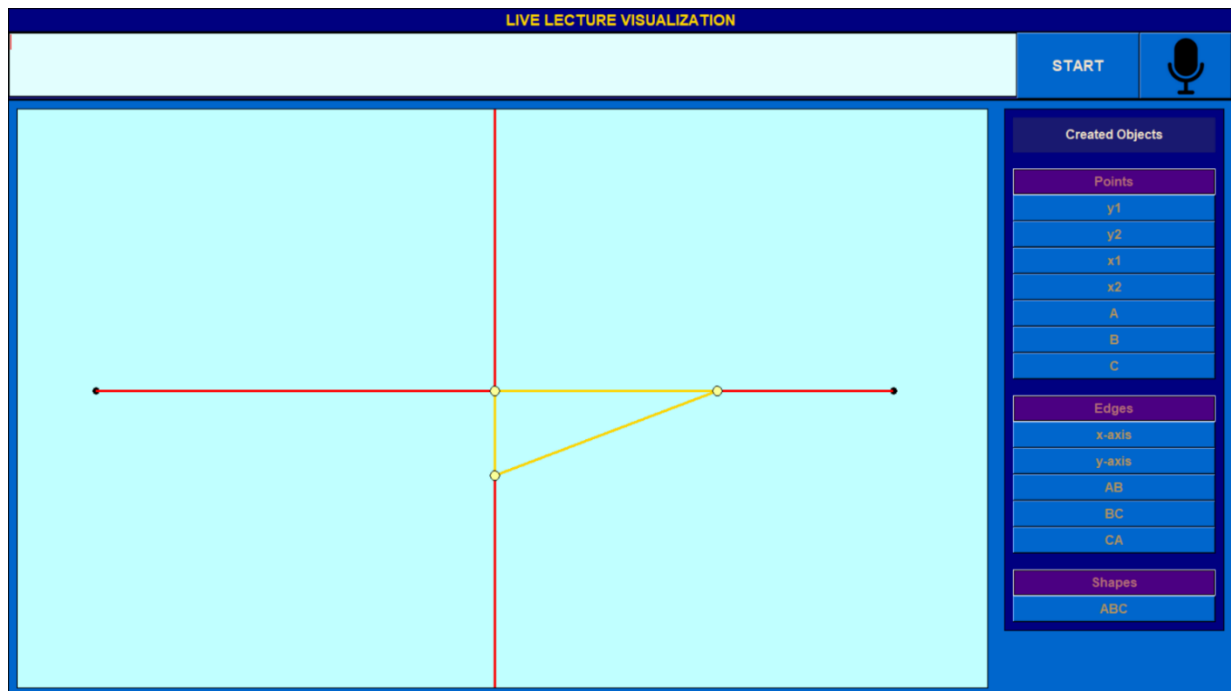 LIVE LECTURE VISUALIZATION
START
Created Objects
Points
y1
y2
x1
x2
A
B
C
Edges
x-axis
y-axis
AB
BC
CA
Shapes
ABC